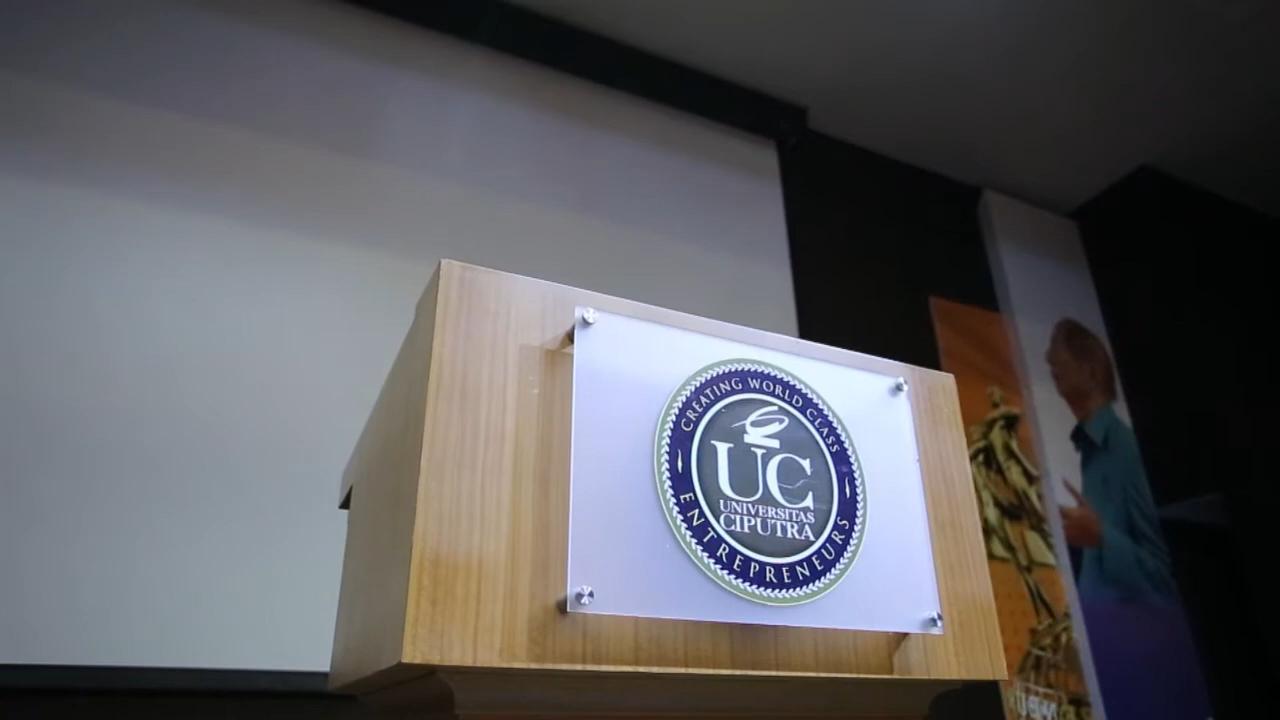 CREATING WORLD CLASS
UC
UNIVERSITAS
CIPUTRA
ENTREPRENEURS